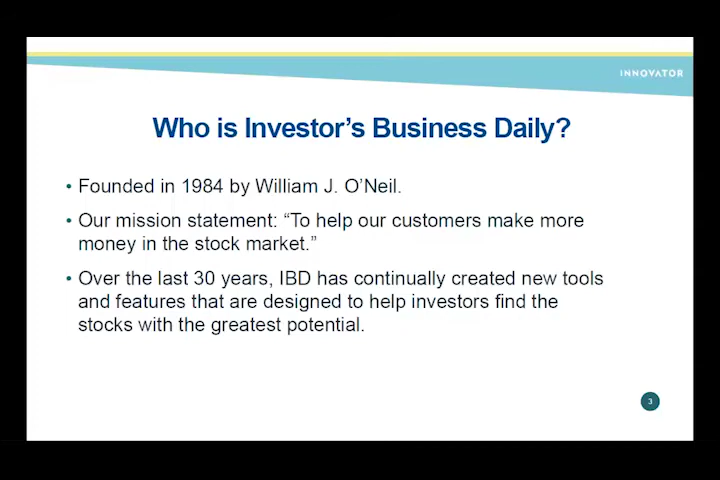 INNOVATOR
Who is Investor's Business Daily?
• Founded in 1984 by William J. O'Neil.
• Our mission statement: “To help our customers make more
money in the stock market.”
• Over the last 30 years, IBD has continually created new tools
and features that are designed to help investors find the
stocks with the greatest potential.
3